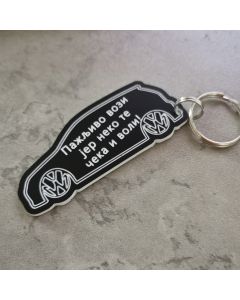 Пажљиво вози
јер неко те
чека и воли!